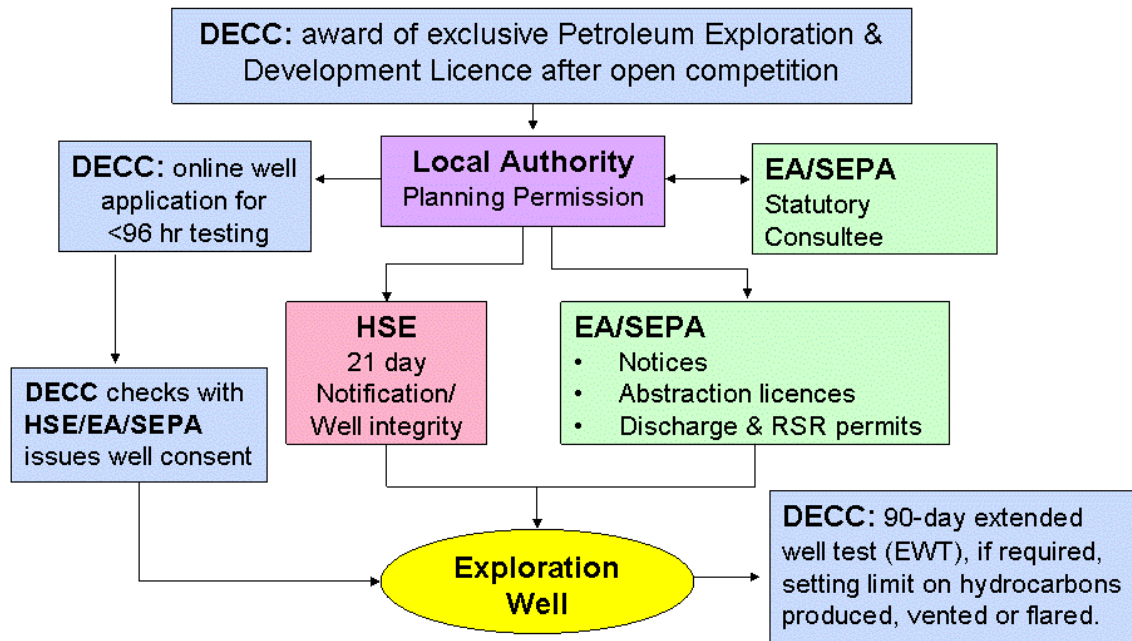 DECC: award of exclusive Petroleum Exploration &
Development Licence after open competition
DECC: online well
application for
<96 hr testing
Local Authority
Planning Permission
EA/SEPA
Statutory
Consultee
HSE
21 day
Notification/
Well integrity
EA/SEPA
• Notices
• Abstraction licences
• Discharge & RSR permits
DECC checks with
HSE/EA/SEPA
issues well consent
Exploration
Well
DECC: 90-day extended
well test (EWT), if required,
setting limit on hydrocarbons
produced, vented or flared.